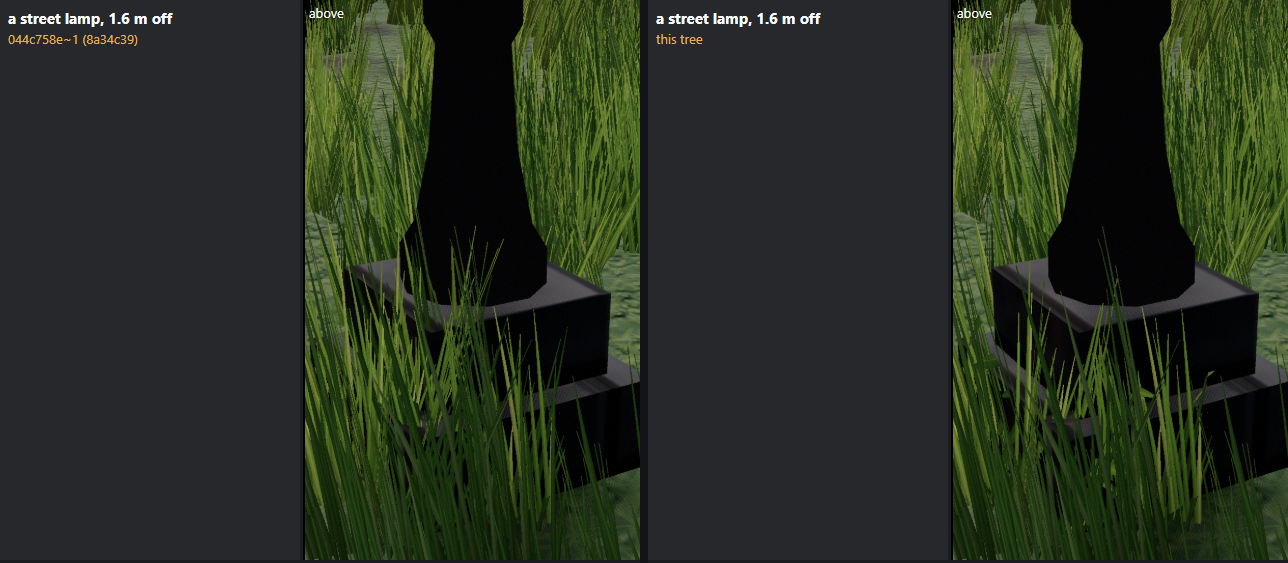 a street lamp, 1.6 m off
044c758e~1 (8a34c39)
above
a street lamp, 1.6 m off
this tree
above